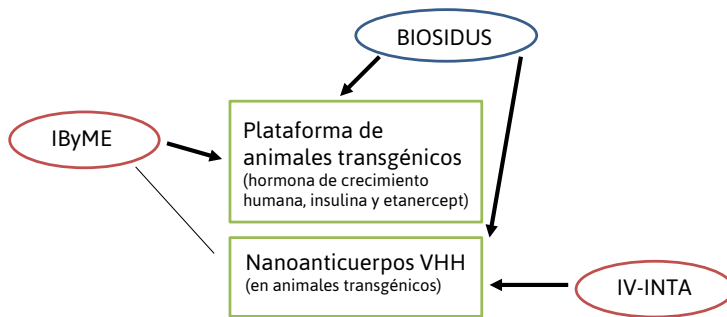 BIOSIDUS
IByME
Plataforma de
animales transgénicos
(hormona de crecimiento
humana, insulina y etanercept)
Nanoanticuerpos VHH
(en animales transgénicos)
IV-INTA